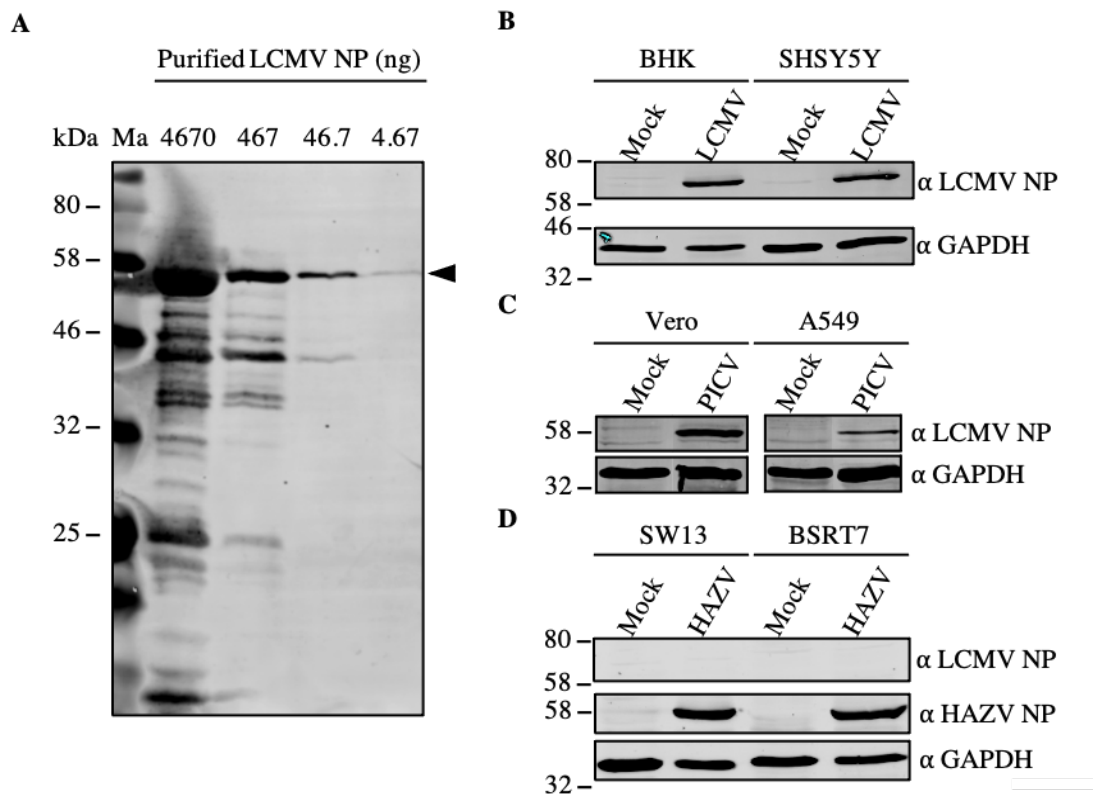 A
Purified LCMV NP (ng)
kDa Ma 4670 467 46.7 4.67
80
58
46
32
25
B
BHK SHSY5Y
Mock LCMV Mock LCMV
80
α LCMV NP
58
46
α GAPDH
32
C
Vero A549
Mock PICV Mock PICV
58
α LCMV NP
α GAPDH
32
D
SW13 BSRT7
Mock HAZV Mock HAZV
80
α LCMV NP
58
58
α HAZV NP
α GAPDH
32